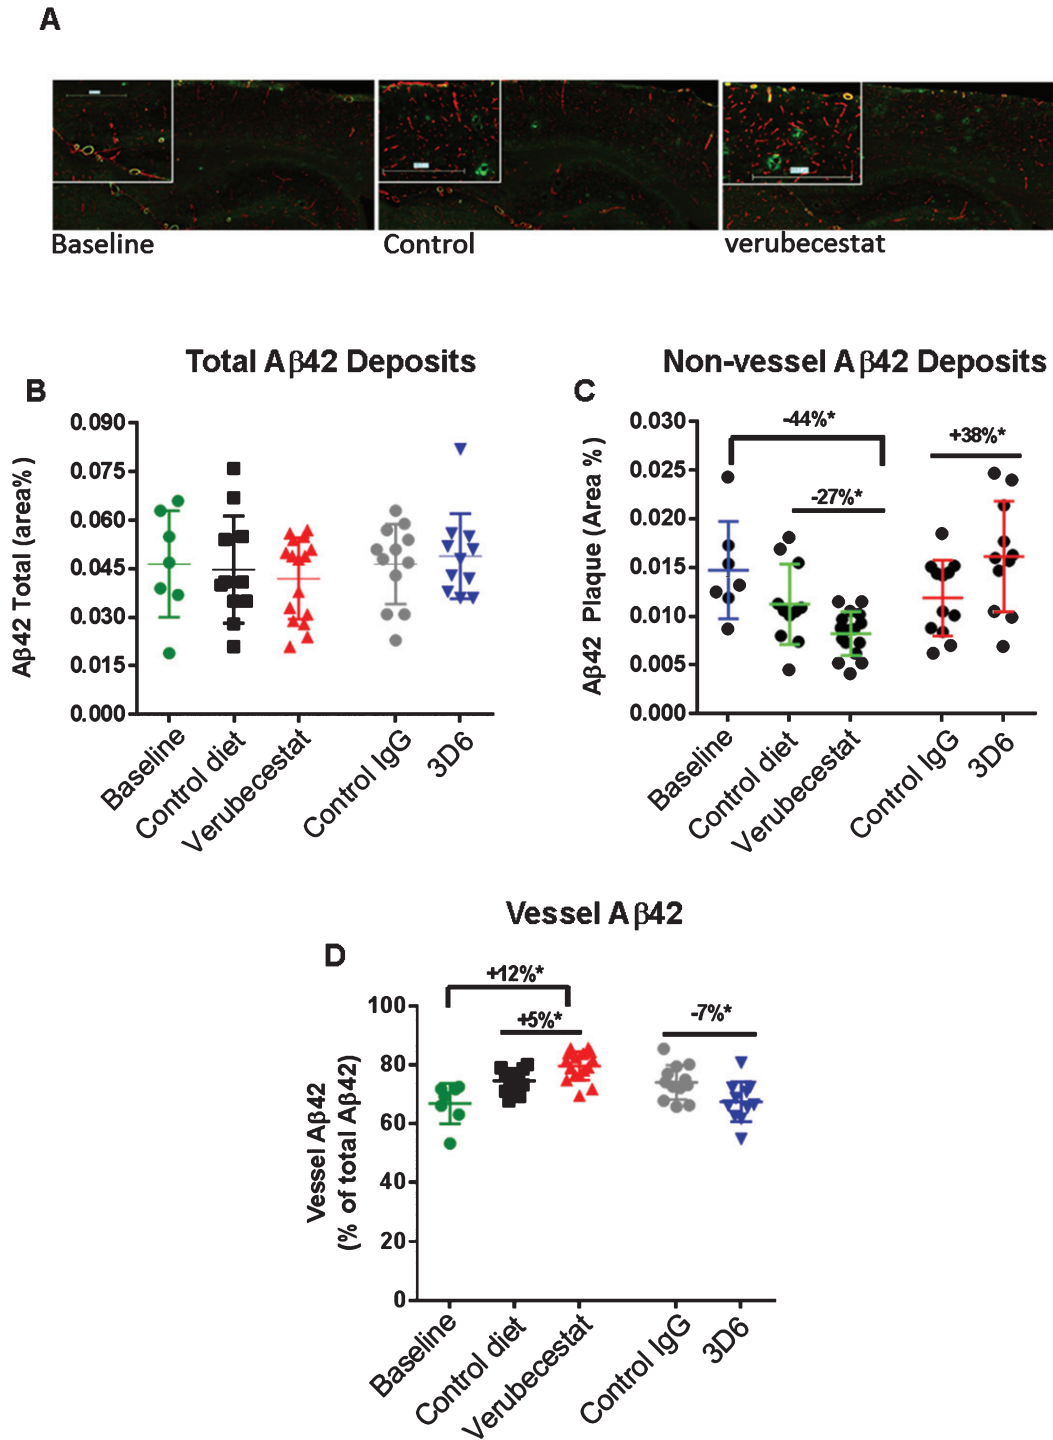 A
Baseline
Control
verubecestat
Total Aβ42 Deposits
B
Aβ42 Total (area%)
0.090
0.075
0.060
0.045
0.030
0.015
0.000
Baseline
Control diet
Verubecestat
Control IgG
3D6
Non-vessel Aβ42 Deposits
C
Aβ42 Plaque (Area %)
0.030
0.025
0.020
0.015
0.010
0.005
0.000
-44%*
-27%*
+38%*
Baseline
Control diet
Verubecestat
Control IgG
3D6
Vessel Aβ42
D
Vessel Aβ42
(% of total Aβ42)
100
80
60
40
20
0
+12%*
+5%*
-7%*
Baseline
Control diet
Verubecestat
Control IgG
3D6